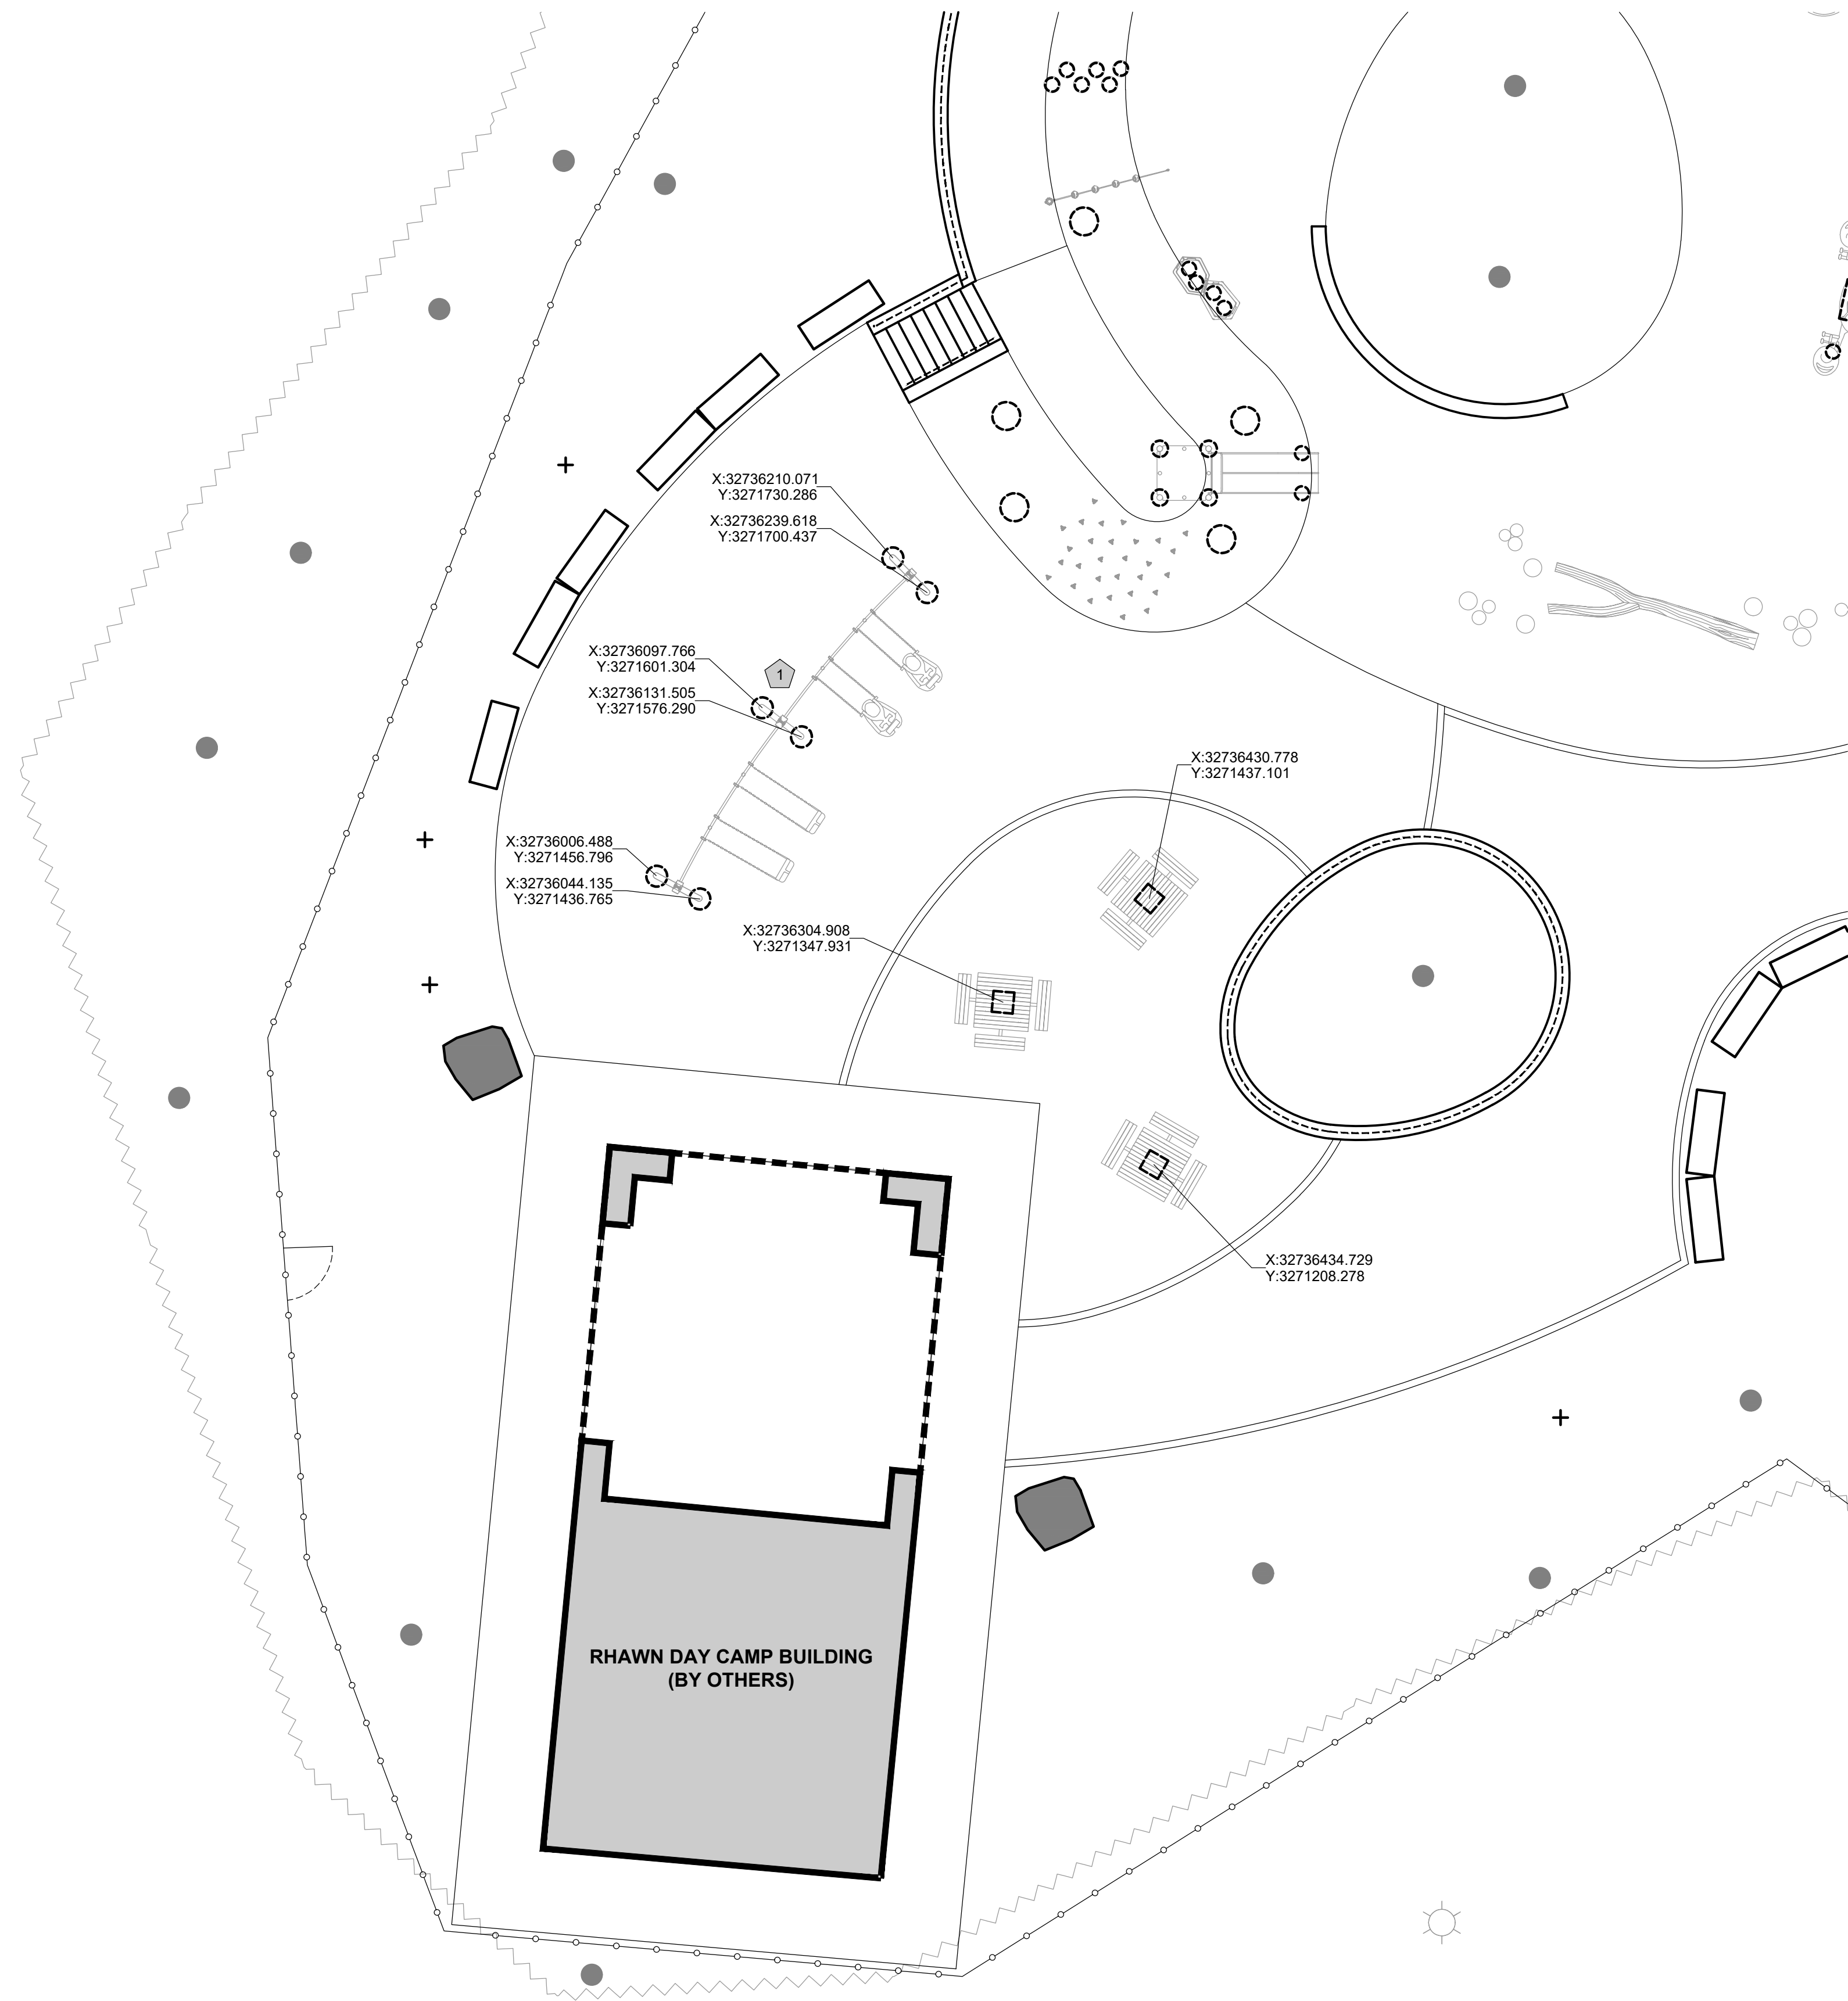 X:32736210.071
Y:3271730.286
X:32736239.618
Y:3271700.437
X:32736097.766
Y:3271601.304
1
X:32736131.505
Y:3271576.290
X:32736430.778
Y:3271437.101
X:32736006.488
Y:3271456.796
X:32736044.135
Y:3271436.765
X:32736304.908
Y:3271347.931
X:32736434.729
Y:3271208.278
RHAWN DAY CAMP BUILDING
(BY OTHERS)